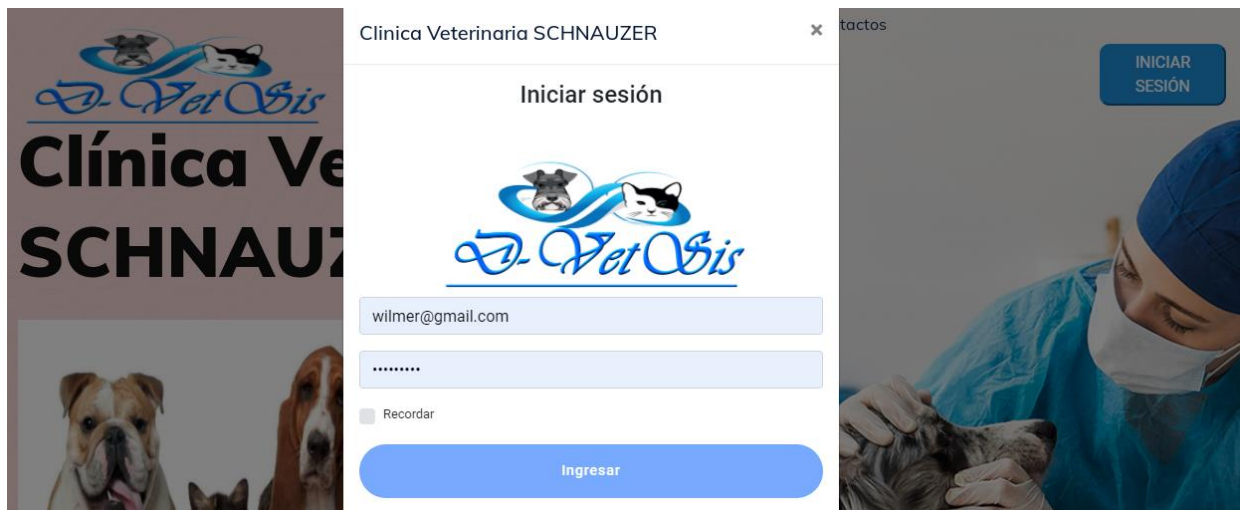 D-VetSis
Clínica Ve
SCHNAUZ
Clinica Veterinaria SCHNAUZER
×
Iniciar sesión
D-VetSis
wilmer@gmail.com
•••••••••
Recordar
Ingresar
tactos
INICIAR
SESIÓN